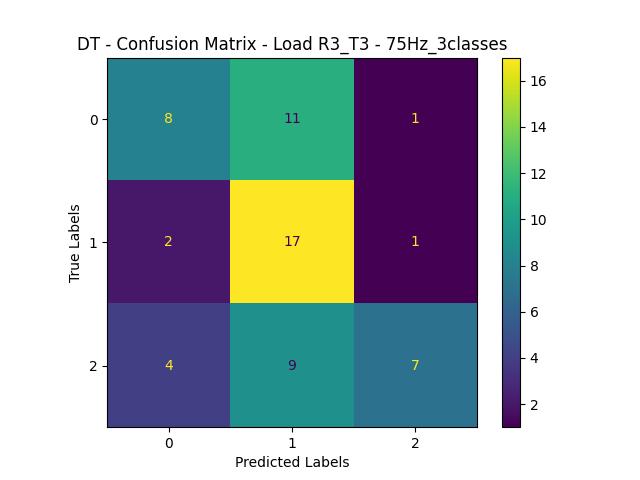 DT - Confusion Matrix - Load R3_T3 - 75Hz_3classes
True Labels
0
8 11 1
1
2 17 1
2
4 9 7
0 1 2
Predicted Labels
16
14
12
10
8
6
4
2